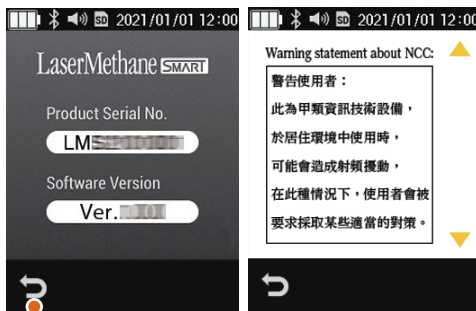 2021/01/01 12:00
LaserMethane SMART
Product Serial No.
Software Version
Ver.
SD 2021/01/01 12:00
Warning statement about NCC:
警告使用者：
此為甲類資訊技術設備，
於居住環境中使用時，
可能會造成射頻擾動，
在此種情況下，使用者會被
要求採取某些適當的對策。